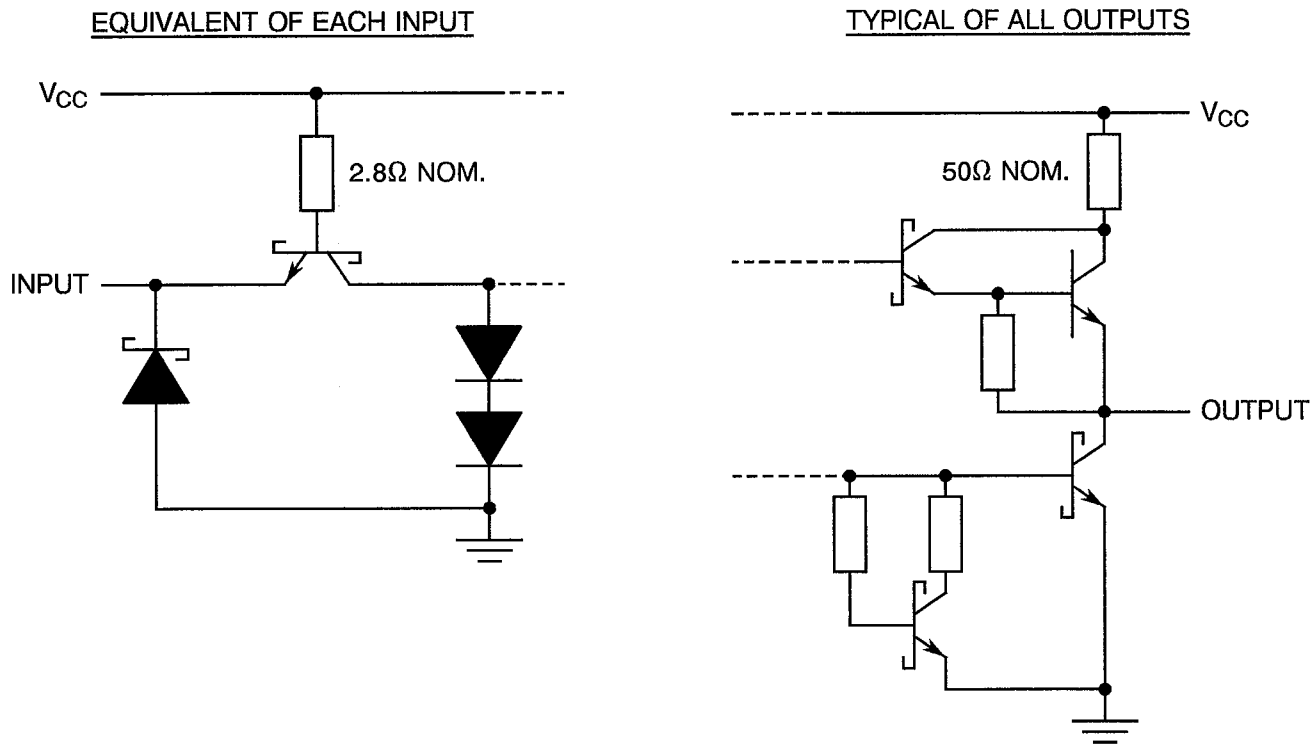 EQUIVALENT OF EACH INPUT
VCC
2.8Ω NOM.
INPUT
TYPICAL OF ALL OUTPUTS
VCC
50Ω NOM.
OUTPUT